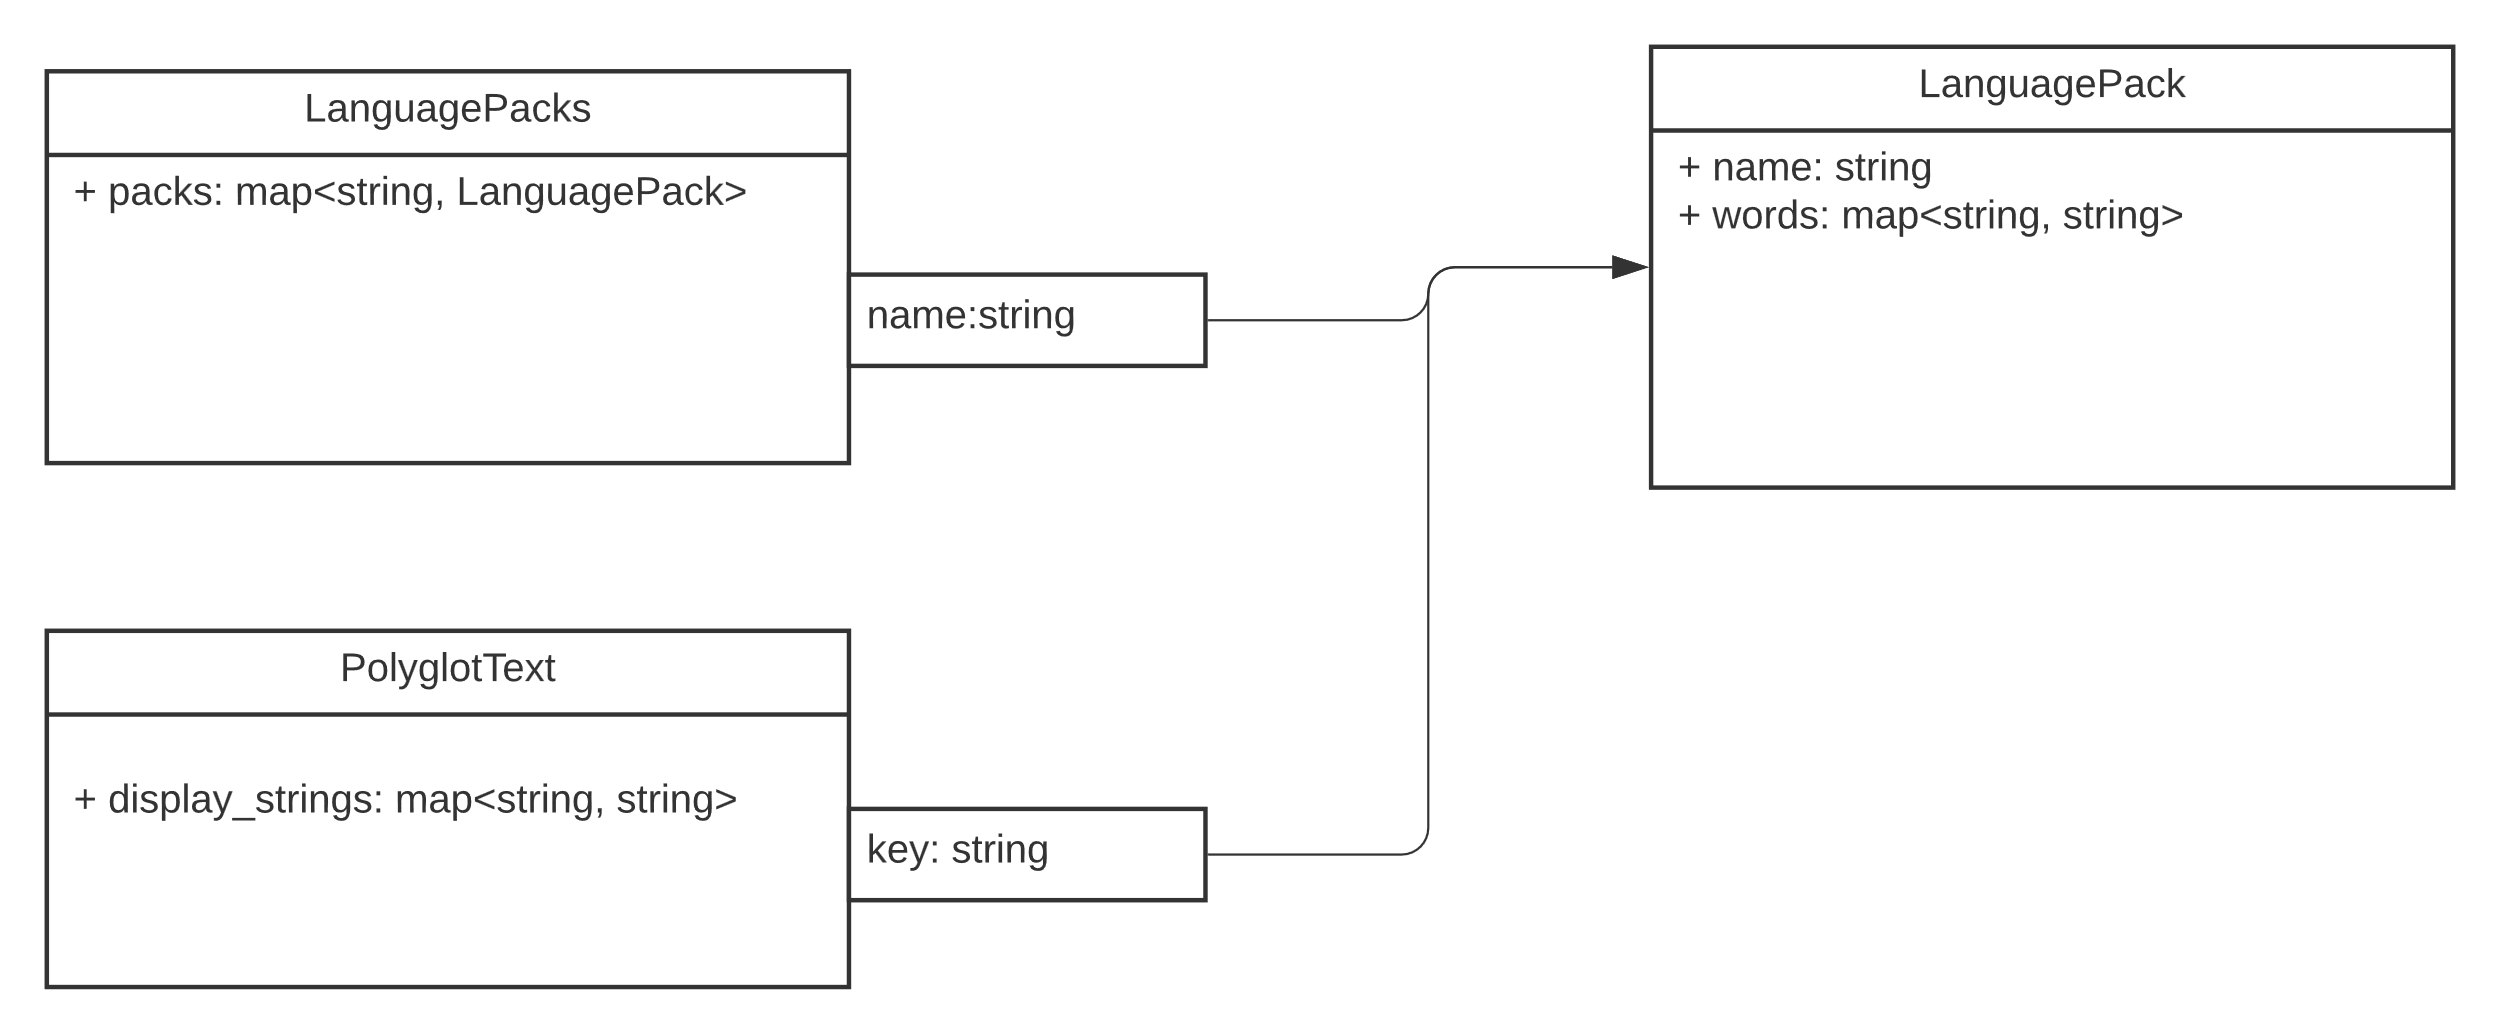 LanguagePacks
+ packs: map<string, LanguagePack>
name:string
LanguagePack
+ name: string
+ words: map<string, string>
PolyglotText
+ display_strings: map<string, string>
key: string